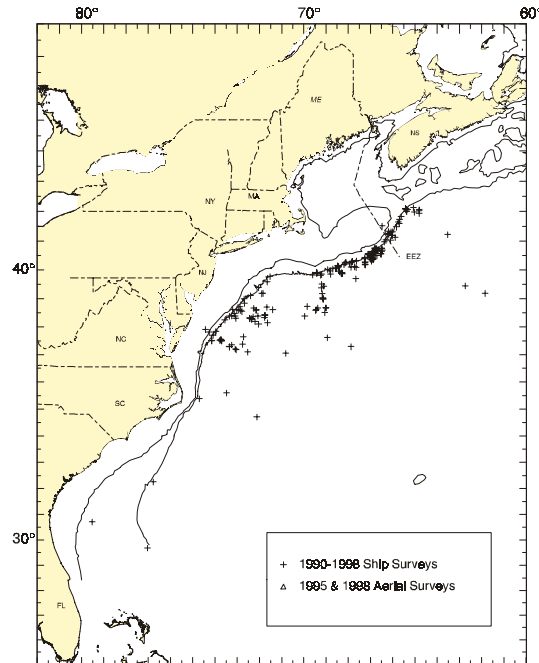 80° 70° 60°
ME
NS
MA
NY
EEZ
40°
NJ
NC
SC
30°
+ 1990-1998 Ship Surveys
△ 1995 & 1998 Aerial Surveys
FL